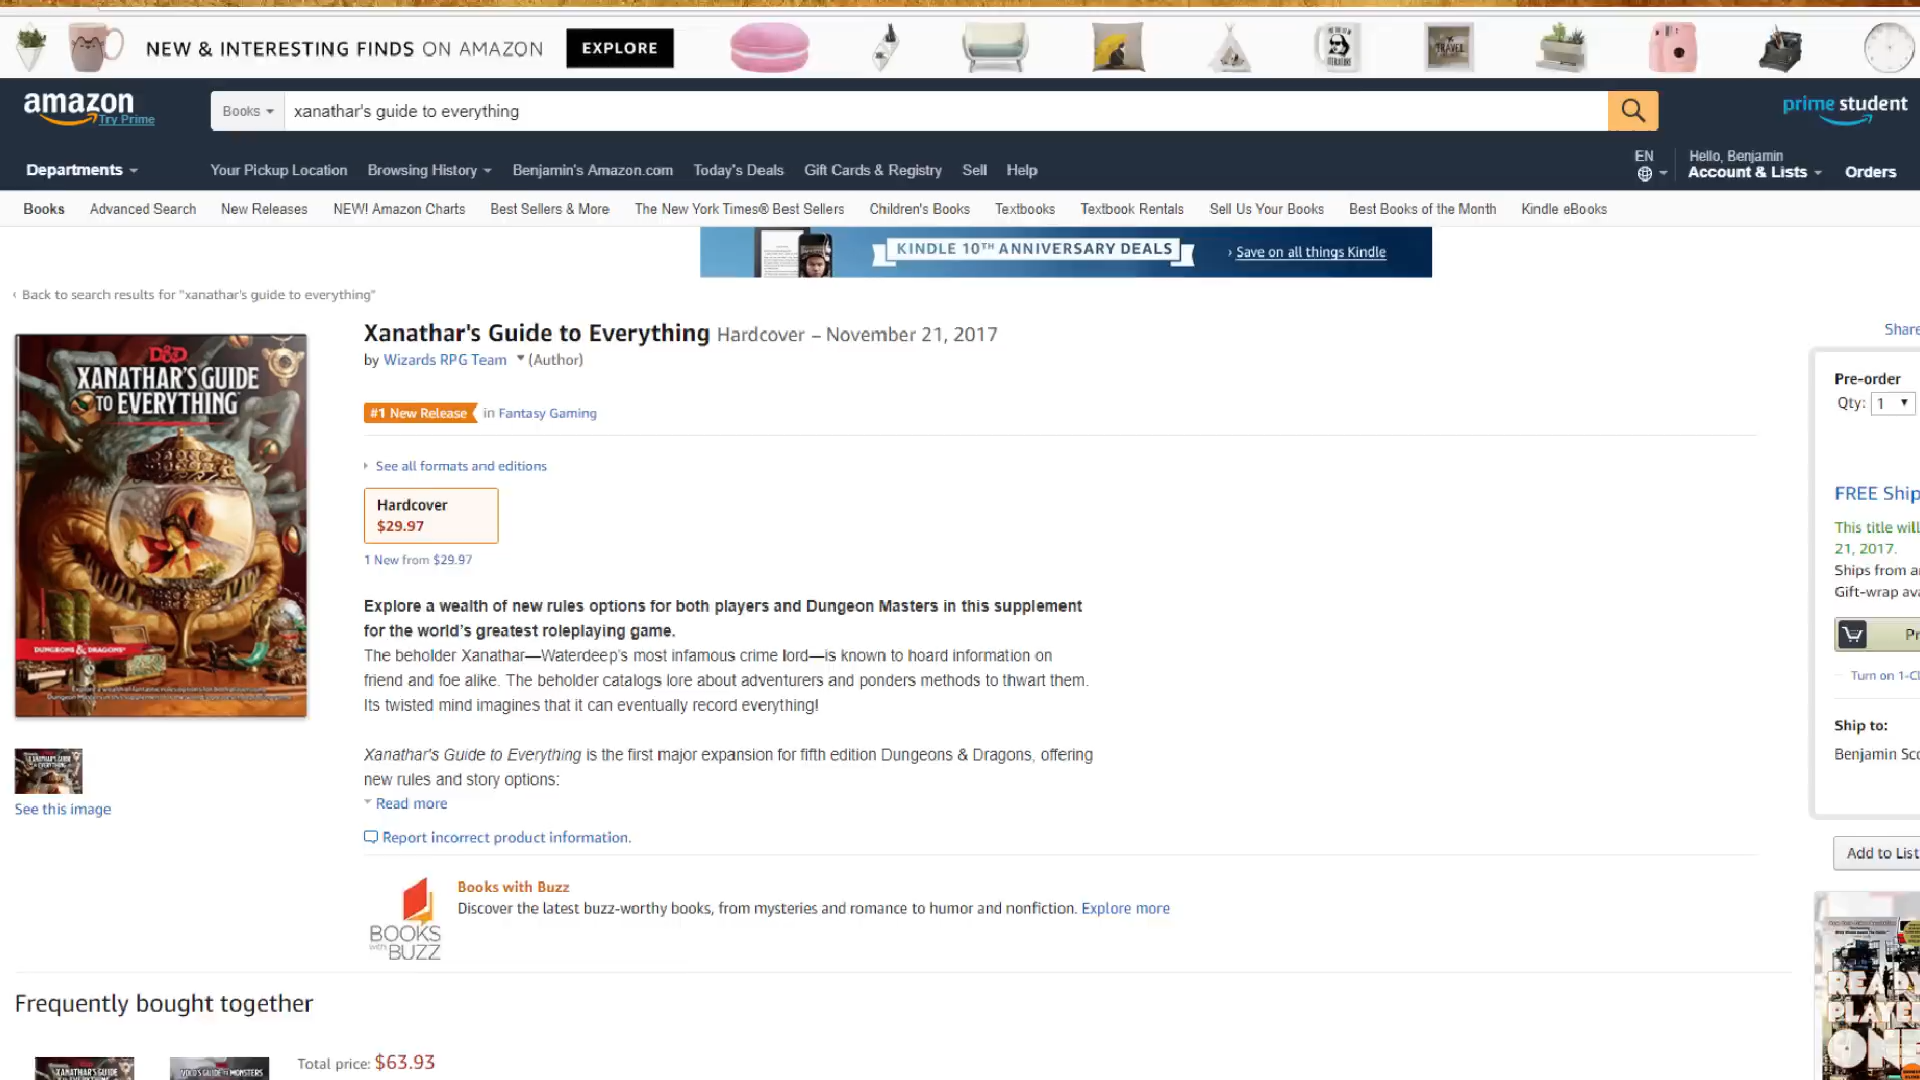 NEW & INTERESTING FINDS ON AMAZON EXPLORE
TRAVEL
amazon
Try Prime
Books
xanathar's guide to everything
prime student
Departments
Your Pickup Location Browsing History Benjamin's Amazon.com Today's Deals Gift Cards & Registry Sell Help
EN
Hello, Benjamin
Account & Lists
Orders
Books Advanced Search New Releases NEW! Amazon Charts Best Sellers & More The New York Times® Best Sellers Children's Books Textbooks Textbook Rentals Sell Us Your Books Best Books of the Month Kindle eBooks
KINDLE 10TH ANNIVERSARY DEALS › Save on all things Kindle
‹ Back to search results for "xanathar's guide to everything"
D&D
XANATHAR'S GUIDE
TO EVERYTHING
DUNGEONS & DRAGONS
See this image
Xanathar's Guide to Everything Hardcover – November 21, 2017
by Wizards RPG Team (Author)
#1 New Release in Fantasy Gaming
See all formats and editions
Hardcover
$29.97
1 New from $29.97
Explore a wealth of new rules options for both players and Dungeon Masters in this supplement
for the world's greatest roleplaying game.
The beholder Xanathar—Waterdeep's most infamous crime lord—is known to hoard information on
friend and foe alike. The beholder catalogs lore about adventurers and ponders methods to thwart them.
Its twisted mind imagines that it can eventually record everything!
Xanathar's Guide to Everything is the first major expansion for fifth edition Dungeons & Dragons, offering
new rules and story options:
Read more
Report incorrect product information.
BOOKS
with BUZZ
Books with Buzz
Discover the latest buzz-worthy books, from mysteries and romance to humor and nonfiction. Explore more
Share
Pre-order
Qty: 1
FREE Ship
This title will
21, 2017.
Ships from a
Gift-wrap ava
Pr
Turn on 1-Cl
Ship to:
Benjamin Sco
Add to List
READY
PLAYER
ONE
Frequently bought together
XANATHAR'S GUIDE
TO EVERYTHING
VOLO'S GUIDE TO MONSTERS
Total price: $63.93